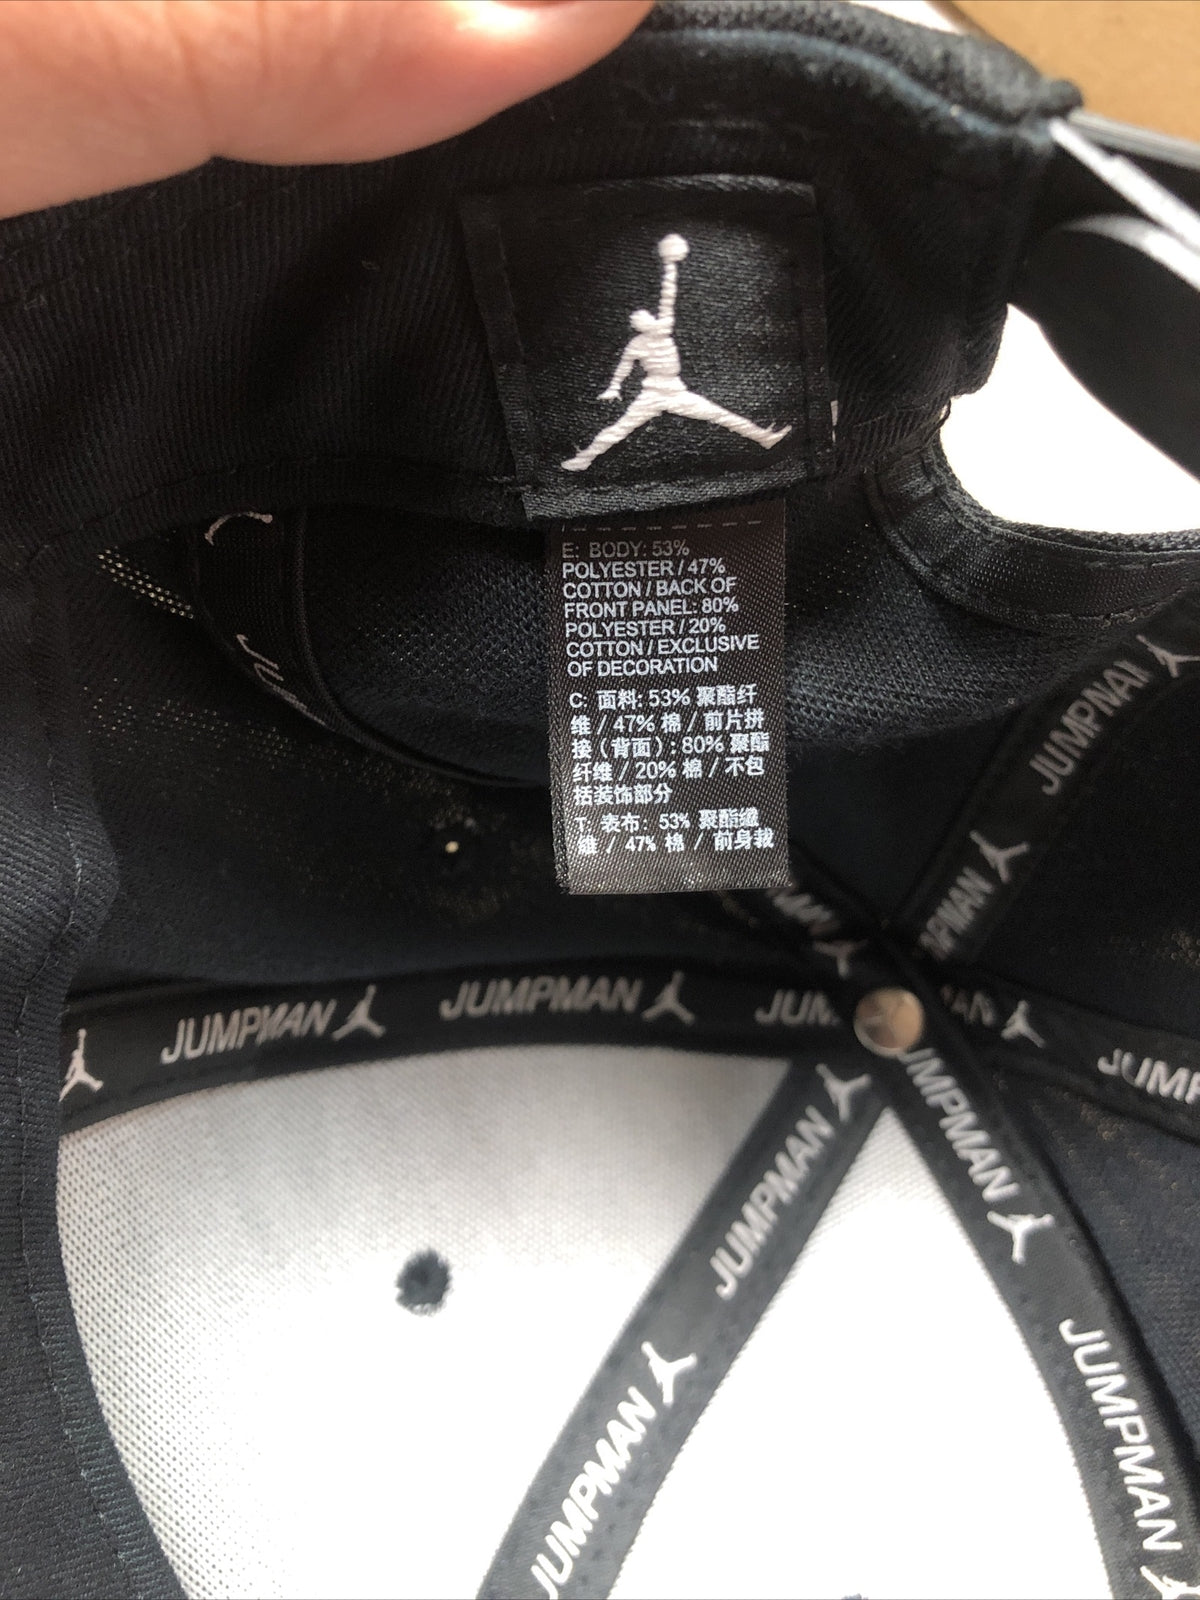 E: BODY: 53%
POLYESTER / 47%
COTTON / BACK OF
FRONT PANEL: 80%
POLYESTER / 20%
COTTON / EXCLUSIVE
OF DECORATION
C: 面料: 53% 聚酯纤
维 / 47% 棉 / 前片拼
接（背面）: 80% 聚酯
纤维 / 20% 棉 / 不包
括装饰部分
T: 表布: 53% 聚酯纖
維 / 47% 棉 / 前身裁
JUMPMAN
JUMPMAN
JUMPMAN
JUMPMAN
JUMPMAN
JUMPMAN